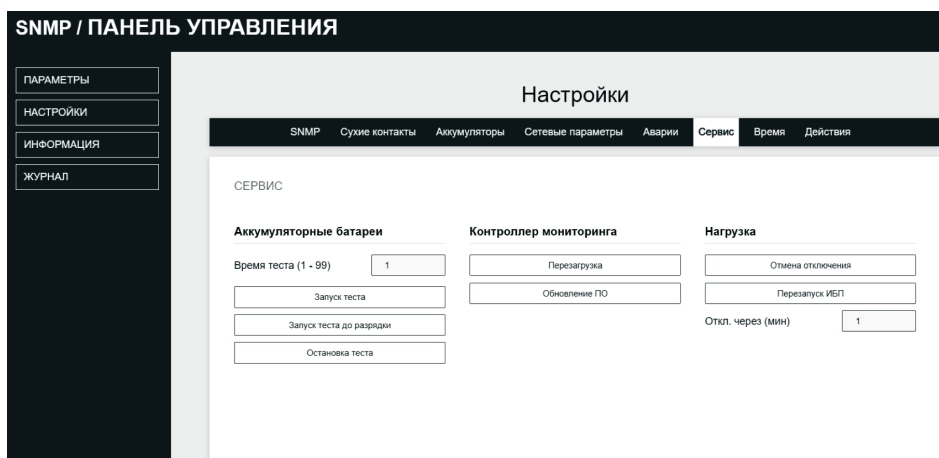 SNMP / ПАНЕЛЬ УПРАВЛЕНИЯ
ПАРАМЕТРЫ
НАСТРОЙКИ
ИНФОРМАЦИЯ
ЖУРНАЛ
Настройки
SNMP Сухие контакты Аккумуляторы Сетевые параметры Аварии Сервис Время Действия
СЕРВИС
Аккумуляторные батареи
Время теста (1 - 99) 1
Запуск теста
Запуск теста до разрядки
Остановка теста
Контроллер мониторинга
Перезагрузка
Обновление ПО
Нагрузка
Отмена отключения
Перезапуск ИБП
Откл. через (мин) 1